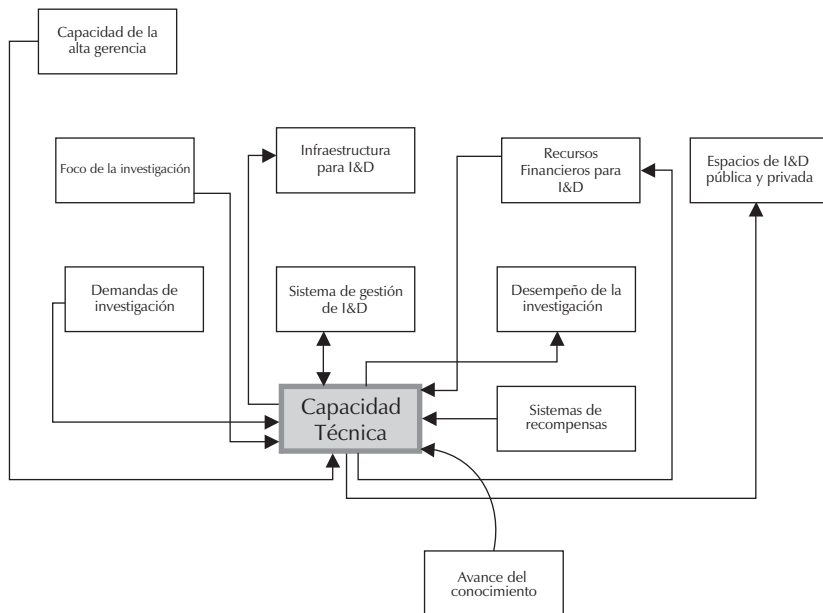 Capacidad de la
alta gerencia
Foco de la investigación
Infraestructura
para I&D
Recursos
Financieros para
I&D
Espacios de I&D
pública y privada
Demandas de
investigación
Sistema de gestión
de I&D
Desempeño de la
investigación
Capacidad
Técnica
Sistemas de
recompensas
Avance del
conocimiento